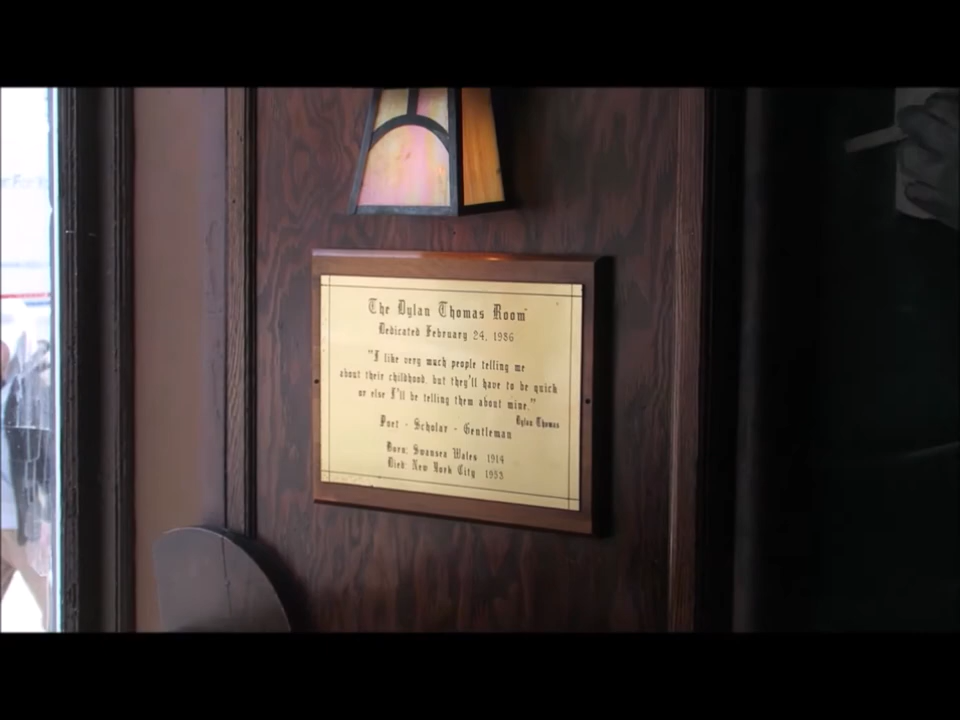 The Dylan Thomas Room
Dedicated February 24, 1986
"I like very much people telling me
about their childhood, but they'll have to be quick
or else I'll be telling them about mine."
Dylan Thomas
Poet - Scholar - Gentleman
Born: Swansea Wales 1914
Died: New York City 1953